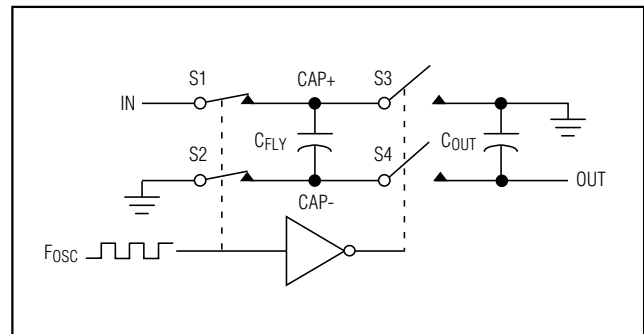 S1 CAP+ S3
IN
CFLY COUT
S2 S4
OUT
CAP-
FOSC